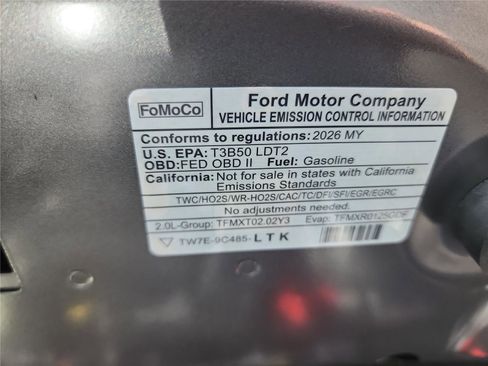 FoMoCo
Ford Motor Company
VEHICLE EMISSION CONTROL INFORMATION
Conforms to regulations: 2026 MY
U.S. EPA: T3B50 LDT2
OBD: FED OBD II Fuel: Gasoline
California: Not for sale in states with California
Emissions Standards
TWC/HO2S/WR-HO2S/CAC/TC/DFI/SFI/EGR/EGRC
No adjustments needed.
2.0L-Group: TFMXT02.02Y3 Evap:
TW7E-9C485-LTK